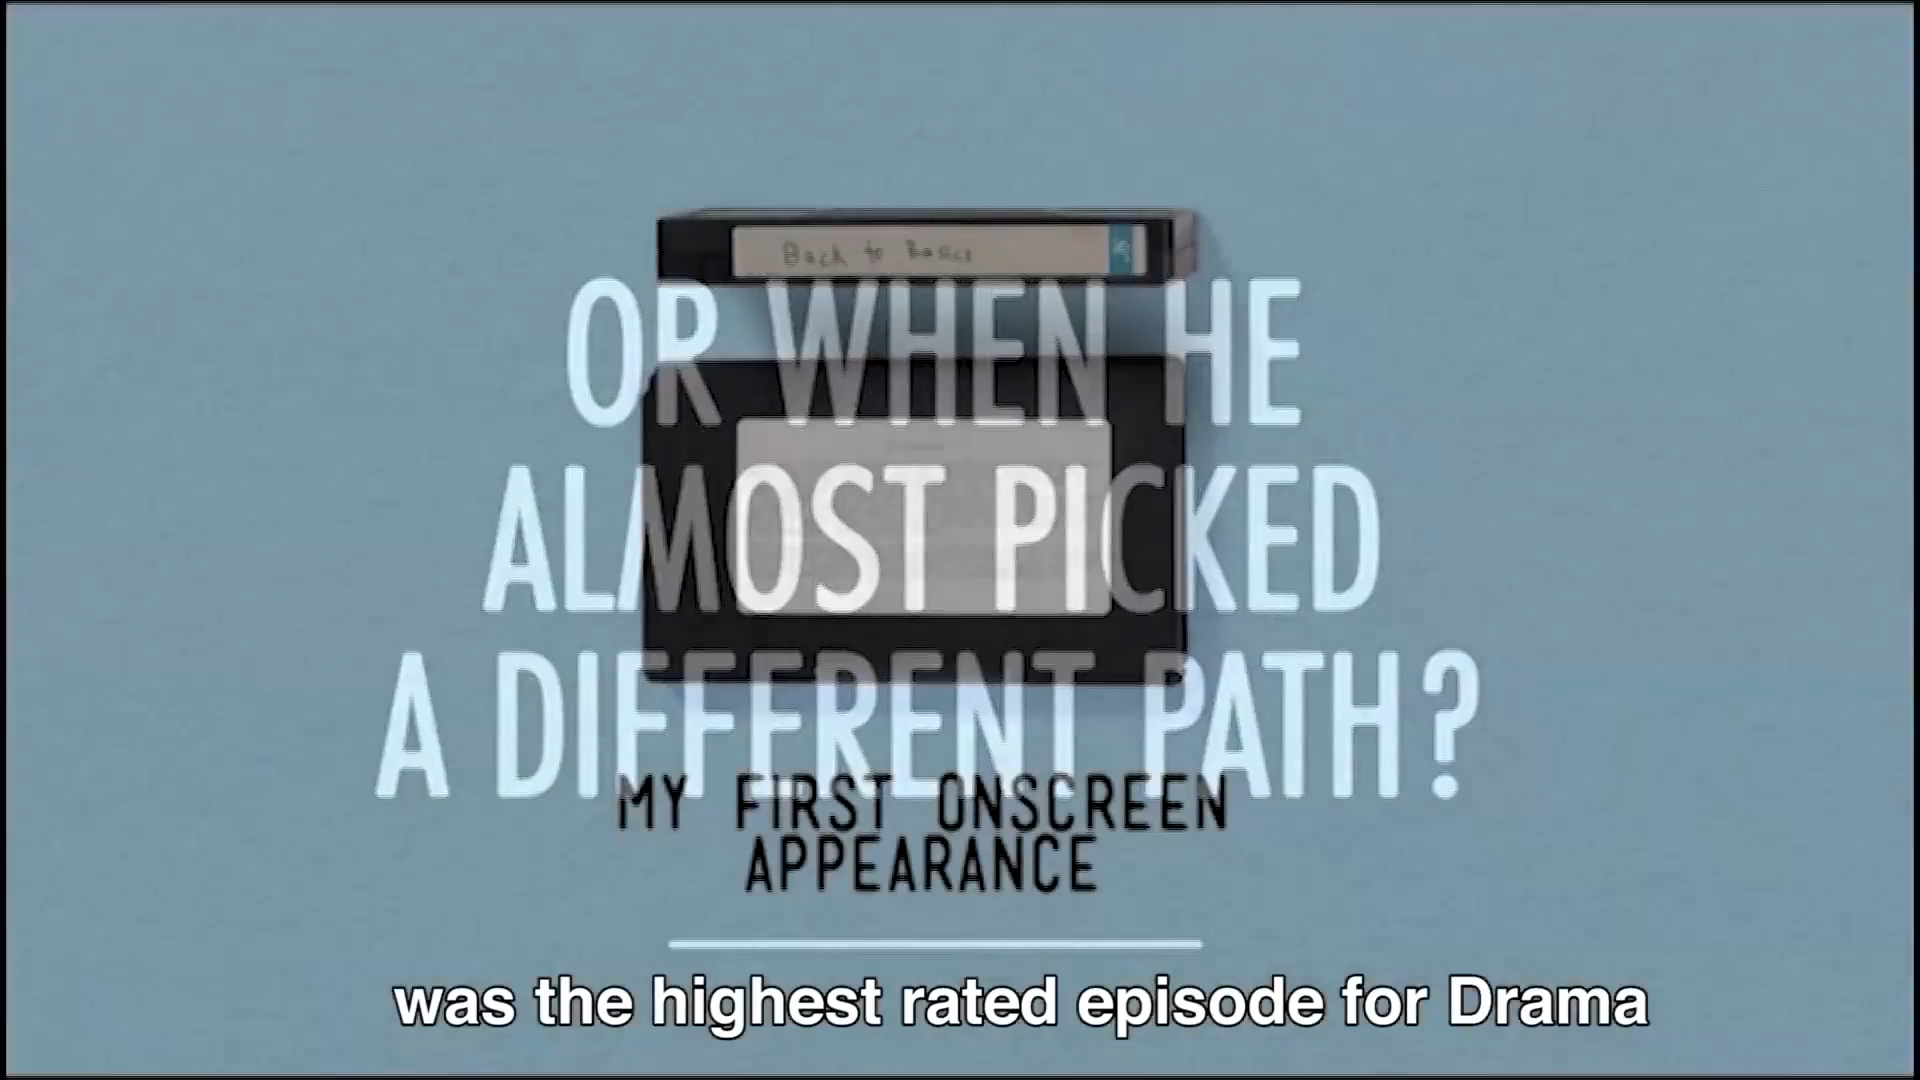 Back to Basics
OR WHEN HE
ALMOST PICKED
A DIFFERENT PATH?
MY FIRST ONSCREEN
APPEARANCE
was the highest rated episode for Drama